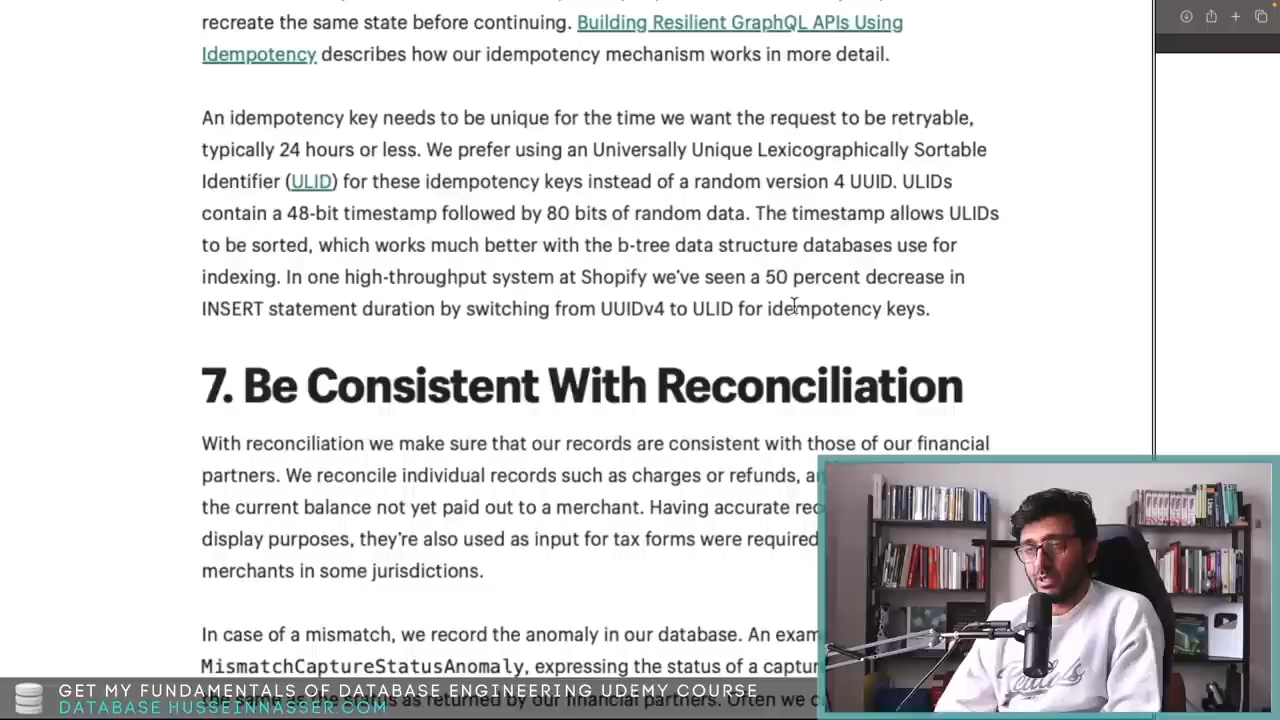 recreate the same state before continuing. Building Resilient GraphQL APIs Using
Idempotency describes how our idempotency mechanism works in more detail.
An idempotency key needs to be unique for the time we want the request to be retryable,
typically 24 hours or less. We prefer using an Universally Unique Lexicographically Sortable
Identifier (ULID) for these idempotency keys instead of a random version 4 UUID. ULIDs
contain a 48-bit timestamp followed by 80 bits of random data. The timestamp allows ULIDs
to be sorted, which works much better with the b-tree data structure databases use for
indexing. In one high-throughput system at Shopify we've seen a 50 percent decrease in
INSERT statement duration by switching from UUIDv4 to ULID for idempotency keys.
7. Be Consistent With Reconciliation
With reconciliation we make sure that our records are consistent with those of our financial
partners. We reconcile individual records such as charges or refunds,
the current balance not yet paid out to a merchant. Having accurate
display purposes, they're also used as input for tax forms were required
merchants in some jurisdictions.
In case of a mismatch, we record the anomaly in our database. An
MismatchCaptureStatusAnomaly, expressing the status of a
as returned by our financial partners. Often we
GET MY FUNDAMENTALS OF DATABASE ENGINEERING UDEMY COURSE
DATABASE.HUSSEINNASSER.COM